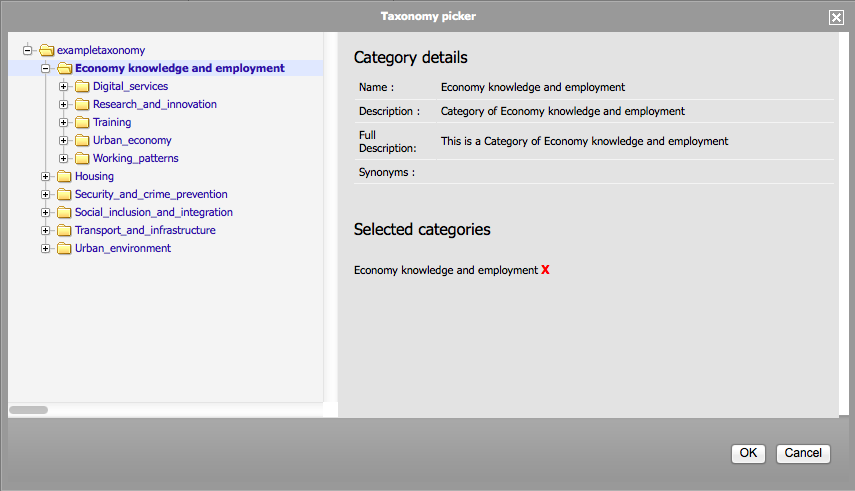 Taxonomy picker
exampletaxonomy
Economy knowledge and employment
Digital_services
Research_and_innovation
Training
Urban_economy
Working_patterns
Housing
Security_and_crime_prevention
Social_inclusion_and_integration
Transport_and_infrastructure
Urban_environment
Category details
Name : Economy knowledge and employment
Description : Category of Economy knowledge and employment
Full
Description: This is a Category of Economy knowledge and employment
Synonyms :
Selected categories
Economy knowledge and employment X
OK Cancel